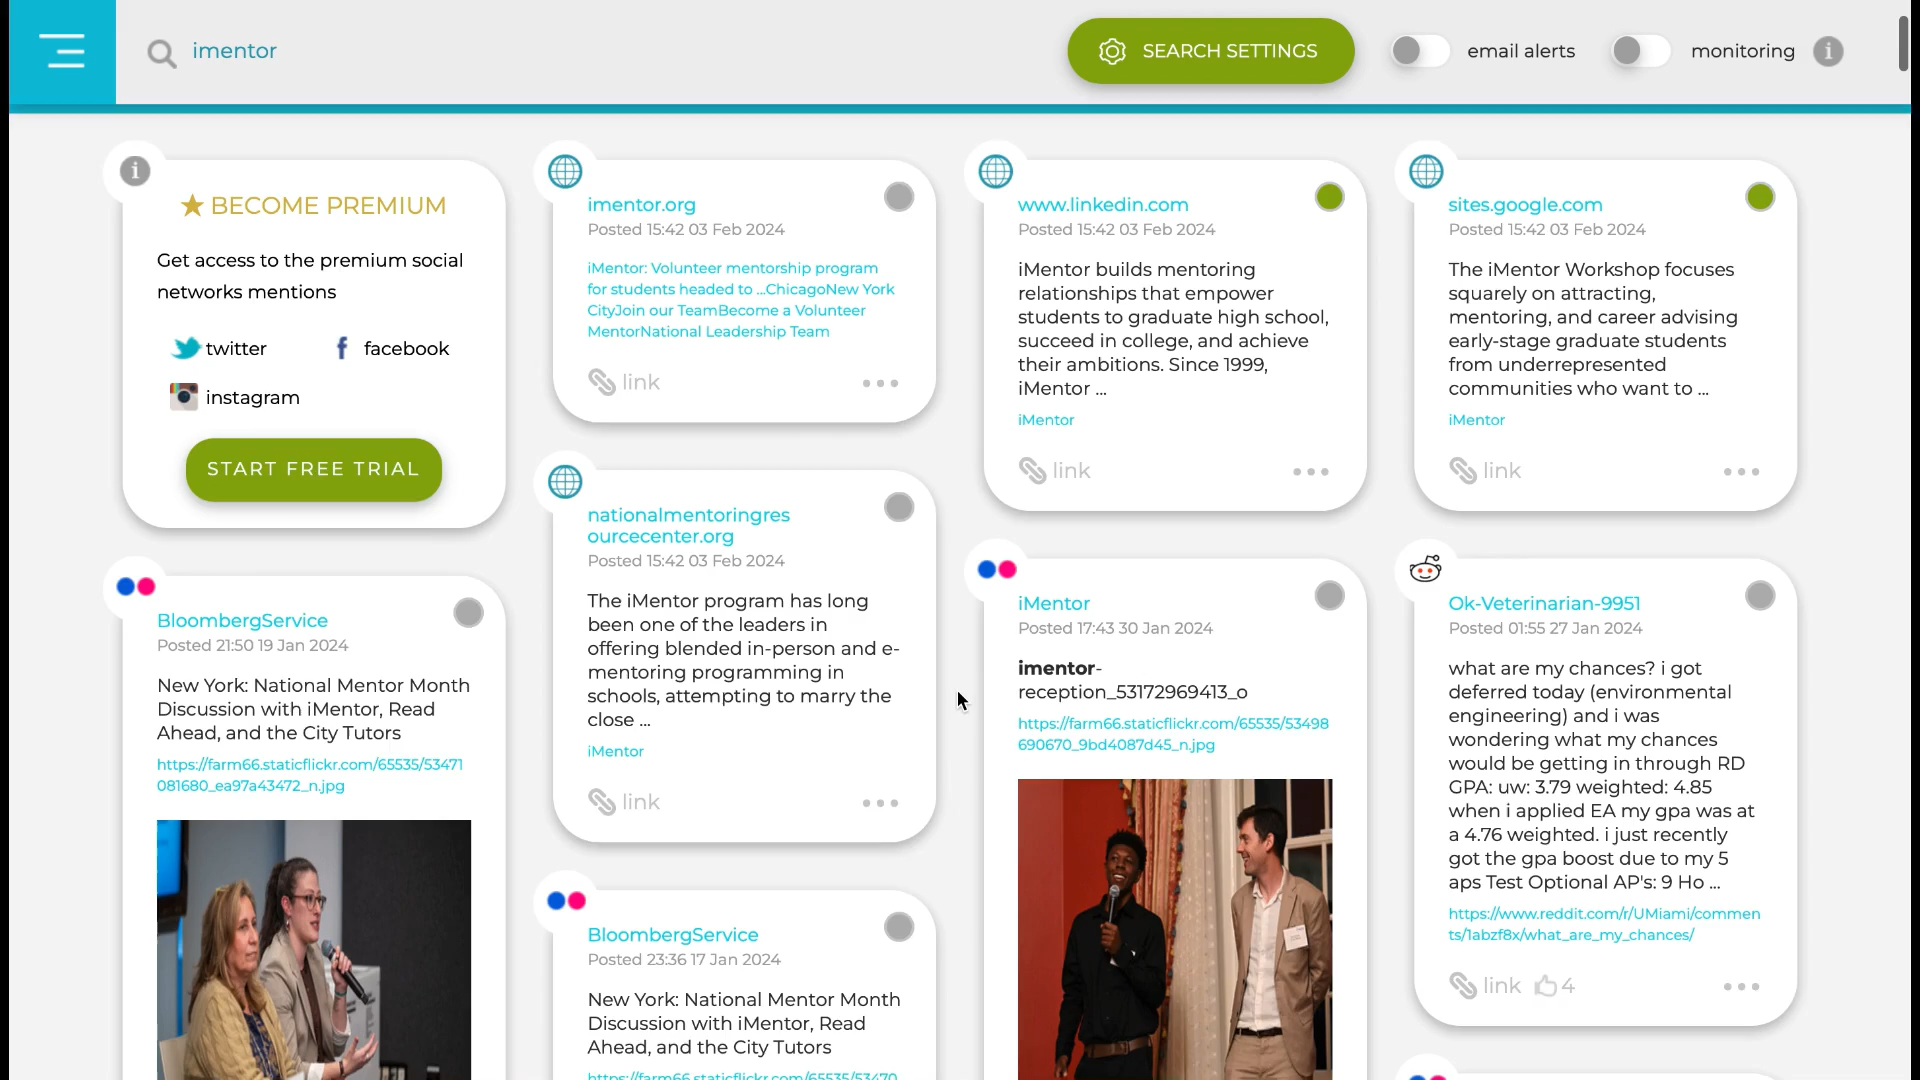 imentor
SEARCH SETTINGS
email alerts
monitoring
BECOME PREMIUM
Get access to the premium social
networks mentions
twitter
facebook
instagram
START FREE TRIAL
BloombergService
Posted 21:50 19 Jan 2024
New York: National Mentor Month
Discussion with iMentor, Read
Ahead, and the City Tutors
https://farm66.staticflickr.com/65535/53471
081680_ea97a43472_n.jpg
imentor.org
Posted 15:42 03 Feb 2024
iMentor: Volunteer mentorship program
for students headed to ...ChicagoNew York
CityJoin our TeamBecome a Volunteer
MentorNational Leadership Team
link
nationalmentoringres
ourcecenter.org
Posted 15:42 03 Feb 2024
The iMentor program has long
been one of the leaders in
offering blended in-person and e-
mentoring programming in
schools, attempting to marry the
close ...
iMentor
link
BloombergService
Posted 23:36 17 Jan 2024
New York: National Mentor Month
Discussion with iMentor, Read
Ahead, and the City Tutors
https://farm66.staticflickr.com/65535/53470
www.linkedin.com
Posted 15:42 03 Feb 2024
iMentor builds mentoring
relationships that empower
students to graduate high school,
succeed in college, and achieve
their ambitions. Since 1999,
iMentor ...
iMentor
link
iMentor
Posted 17:43 30 Jan 2024
imentor-
reception_53172969413_o
https://farm66.staticflickr.com/65535/53498
690670_9bd4087d45_n.jpg
sites.google.com
Posted 15:42 03 Feb 2024
The iMentor Workshop focuses
squarely on attracting,
mentoring, and career advising
early-stage graduate students
from underrepresented
communities who want to ...
iMentor
link
Ok-Veterinarian-9951
Posted 01:55 27 Jan 2024
what are my chances? i got
deferred today (environmental
engineering) and i was
wondering what my chances
would be getting in through RD
GPA: uw: 3.79 weighted: 4.85
when i applied EA my gpa was at
a 4.76 weighted. i just recently
got the gpa boost due to my 5
aps Test Optional AP's: 9 Ho ...
https://www.reddit.com/r/UMiami/commen
ts/1abzf8x/what_are_my_chances/
link 4